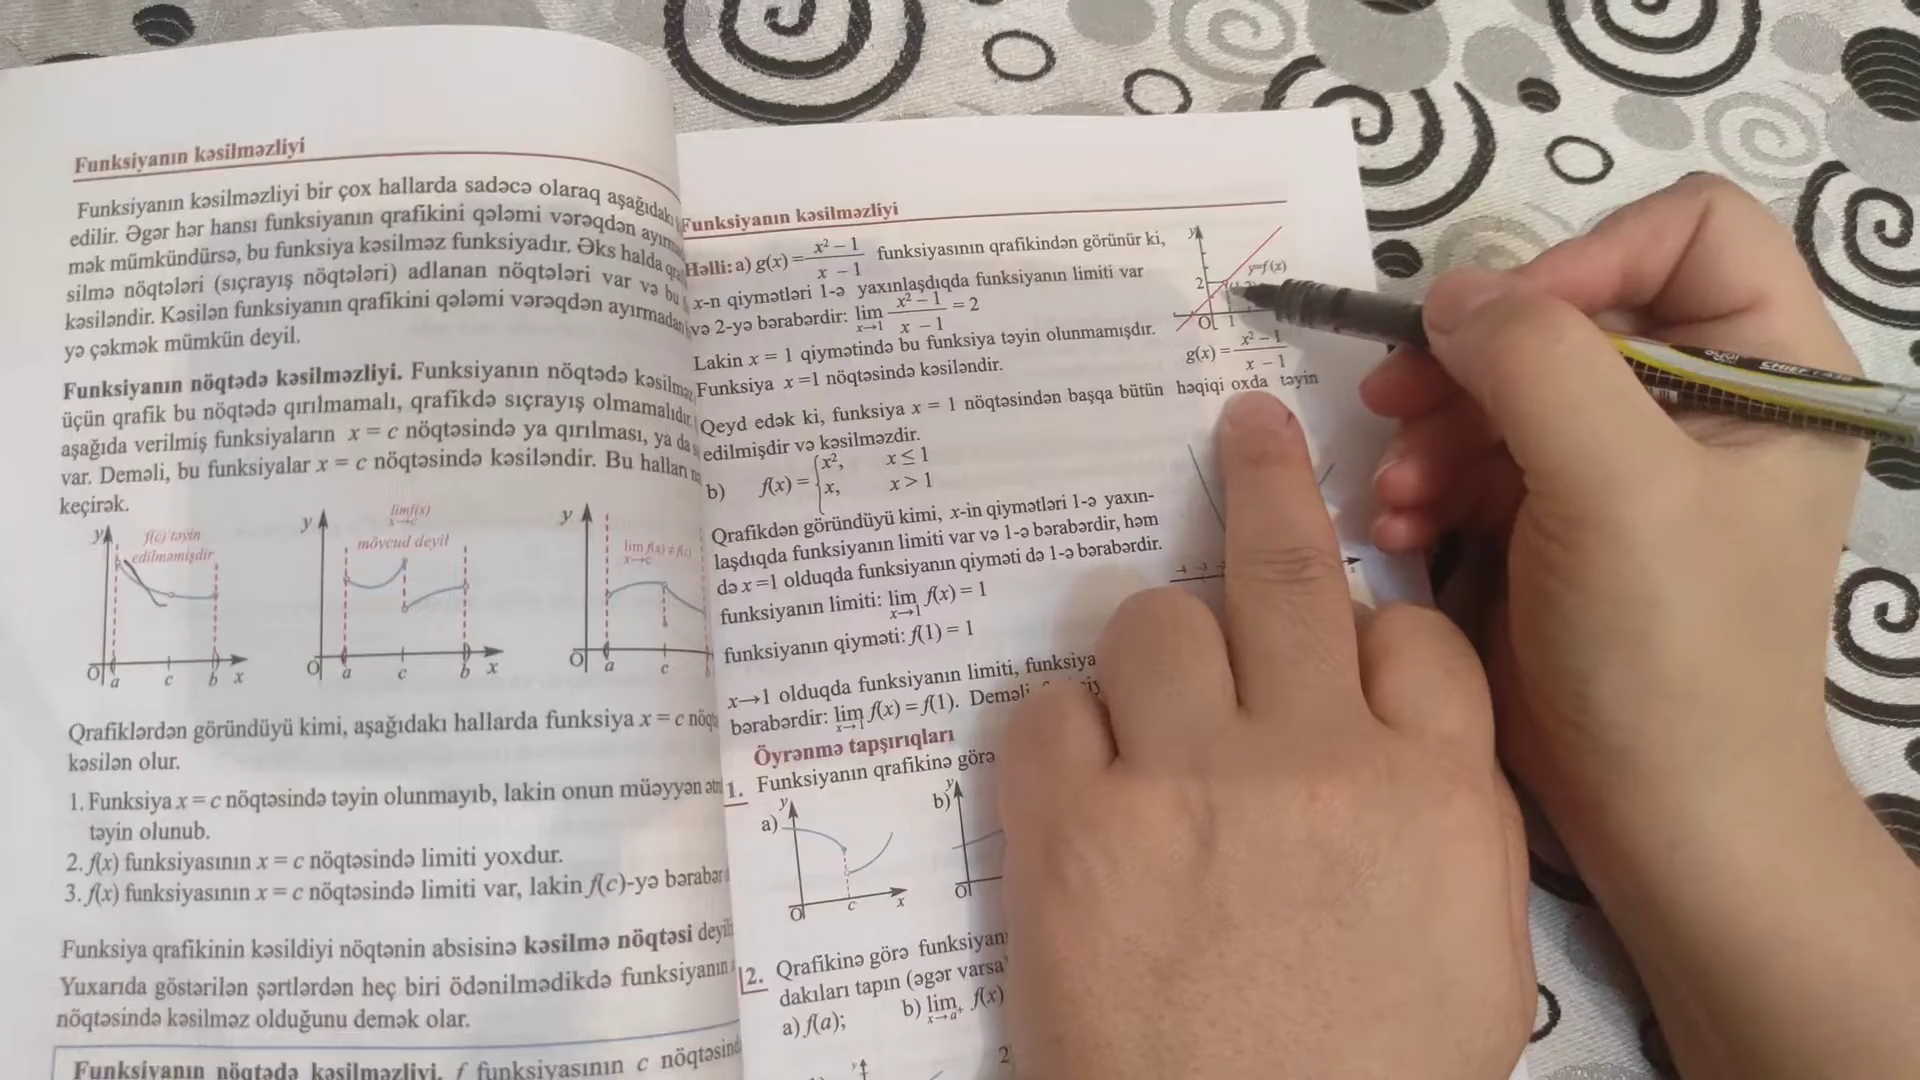 Funksiyanın kəsilməzliyi
Funksiyanın kəsilməzliyi bir çox hallarda sadəcə olaraq aşağıdakı
edilir. Əgər hər hansı funksiyanın qrafikini qələmi vərəqdən
mək mümkündürsə, bu funksiya kəsilməz funksiyadır. Əks halda
silmə nöqtələri (sıçrayış nöqtələri) adlanan nöqtələri var və bu
kəsiləndir. Kəsilən funksiyanın qrafikini qələmi vərəqdən ayırmadan
yə çəkmək mümkün deyil.
Funksiyanın nöqtədə kəsilməzliyi. Funksiyanın nöqtədə
üçün qrafik bu nöqtədə qırılmamalı, qrafikdə sıçrayış olmamalıdır.
aşağıda verilmiş funksiyaların x = c nöqtəsində ya qırılması, ya da
var. Deməli, bu funksiyalar x = c nöqtəsində kəsiləndir. Bu halları
keçirək.
y f(c) təyin
edilməmişdir
O a c b x
y lim f(x)
x→c
mövcud deyil
O a c b x
y lim f(x) ≠ f(c)
x→c
O a c
Qrafiklərdən göründüyü kimi, aşağıdakı hallarda funksiya x = c
kəsilən olur.
1. Funksiya x = c nöqtəsində təyin olunmayıb, lakin onun müəyyən
təyin olunub.
2. f(x) funksiyasının x = c nöqtəsində limiti yoxdur.
3. f(x) funksiyasının x = c nöqtəsində limiti var, lakin f(c)-yə
Funksiya qrafikinin kəsildiyi nöqtənin absisinə kəsilmə nöqtəsi
Yuxarıda göstərilən şərtlərdən heç biri ödənilmədikdə funksiyanın
nöqtəsində kəsilməz olduğunu demək olar.
Funksiyanın nöqtədə kəsilməzliyi. f funksiyasının c
Funksiyanın kəsilməzliyi
Həlli: a) g(x) = x² – 1 / x – 1 funksiyasının qrafikindən görünür ki,
x-n qiymətləri 1-ə yaxınlaşdıqda funksiyanın limiti var
və 2-yə bərabərdir: lim x→1 x² – 1 / x – 1 = 2
Lakin x = 1 qiymətində bu funksiya təyin olunmamışdır.
Funksiya x =1 nöqtəsində kəsiləndir.
Qeyd edək ki, funksiya x = 1 nöqtəsindən başqa bütün həqiqi oxda təyin
edilmişdir və kəsilməzdir.
y
y=f(x)
2
O 1
g(x) = x² – 1 / x – 1
b) f(x) = { x², x ≤ 1
x, x > 1
Qrafikdən göründüyü kimi, x-in qiymətləri 1-ə yaxın-
laşdıqda funksiyanın limiti var və 1-ə bərabərdir, həm
də x =1 olduqda funksiyanın qiyməti də 1-ə bərabərdir.
funksiyanın limiti: lim x→1 f(x) = 1
funksiyanın qiyməti: f(1) = 1
x→1 olduqda funksiyanın limiti, funksiya
bərabərdir: lim x→1 f(x) = f(1). Deməli
Öyrənmə tapşırıqları
1. Funksiyanın qrafikinə görə
a) y
O c x
b) y
O
2. Qrafikinə görə
dakıları tapın (əgər varsa
a) f(a); b) lim x→a⁺ f(x)
y
2
CHIEF